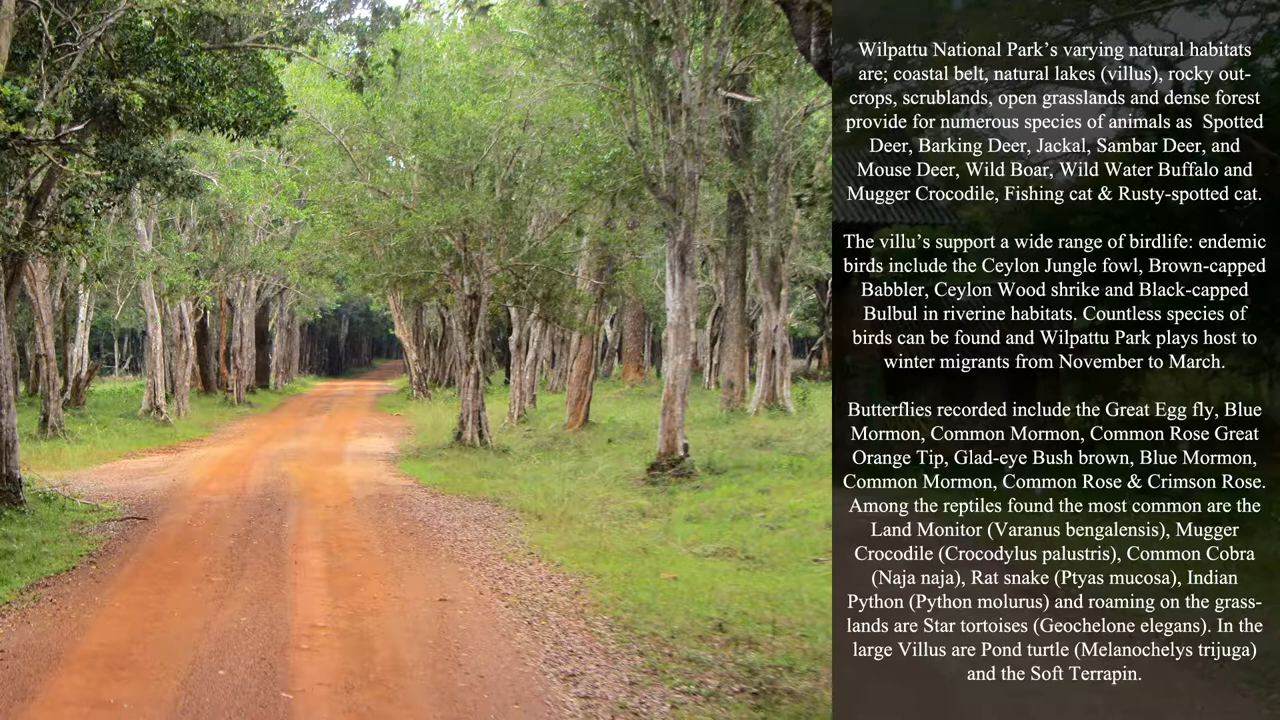 Wilpattu National Park’s varying natural habitats
are; coastal belt, natural lakes (villus), rocky out-
crops, scrublands, open grasslands and dense forest
provide for numerous species of animals as  Spotted
Deer, Barking Deer, Jackal, Sambar Deer, and
Mouse Deer, Wild Boar, Wild Water Buffalo and
Mugger Crocodile, Fishing cat & Rusty-spotted cat.
The villu’s support a wide range of birdlife: endemic
birds include the Ceylon Jungle fowl, Brown-capped
Babbler, Ceylon Wood shrike and Black-capped
Bulbul in riverine habitats. Countless species of
birds can be found and Wilpattu Park plays host to
winter migrants from November to March.
Butterflies recorded include the Great Egg fly, Blue
Mormon, Common Mormon, Common Rose Great
Orange Tip, Glad-eye Bush brown, Blue Mormon,
Common Mormon, Common Rose & Crimson Rose.
Among the reptiles found the most common are the
Land Monitor (Varanus bengalensis), Mugger
Crocodile (Crocodylus palustris), Common Cobra
(Naja naja), Rat snake (Ptyas mucosa), Indian
Python (Python molurus) and roaming on the grass-
lands are Star tortoises (Geochelone elegans). In the
large Villus are Pond turtle (Melanochelys trijuga)
and the Soft Terrapin.